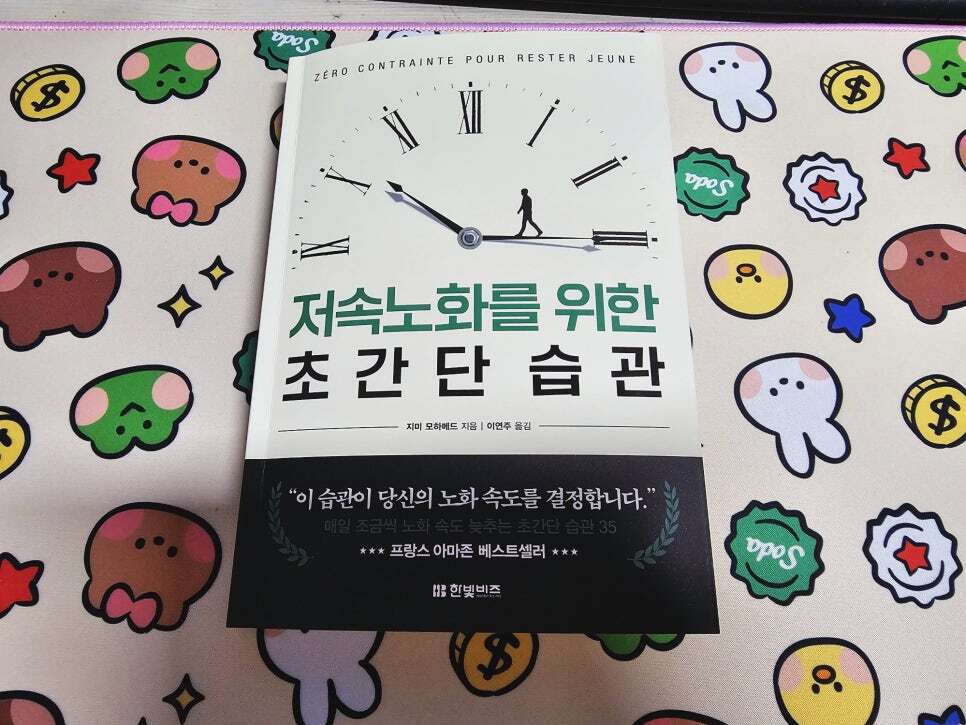 ZÉRO CONTRAINTE POUR RESTER JEUNE
XII
저속노화를 위한
초간단 습관
지미 모하메드 지음 | 이연주 옮김
“이 습관이 당신의 노화 속도를 결정합니다.”
매일 조금씩 노화 속도 늦추는 초간단 습관 35
★★★ 프랑스 아마존 베스트셀러 ★★★
HB 한빛비즈
Soda
Soda
Soda